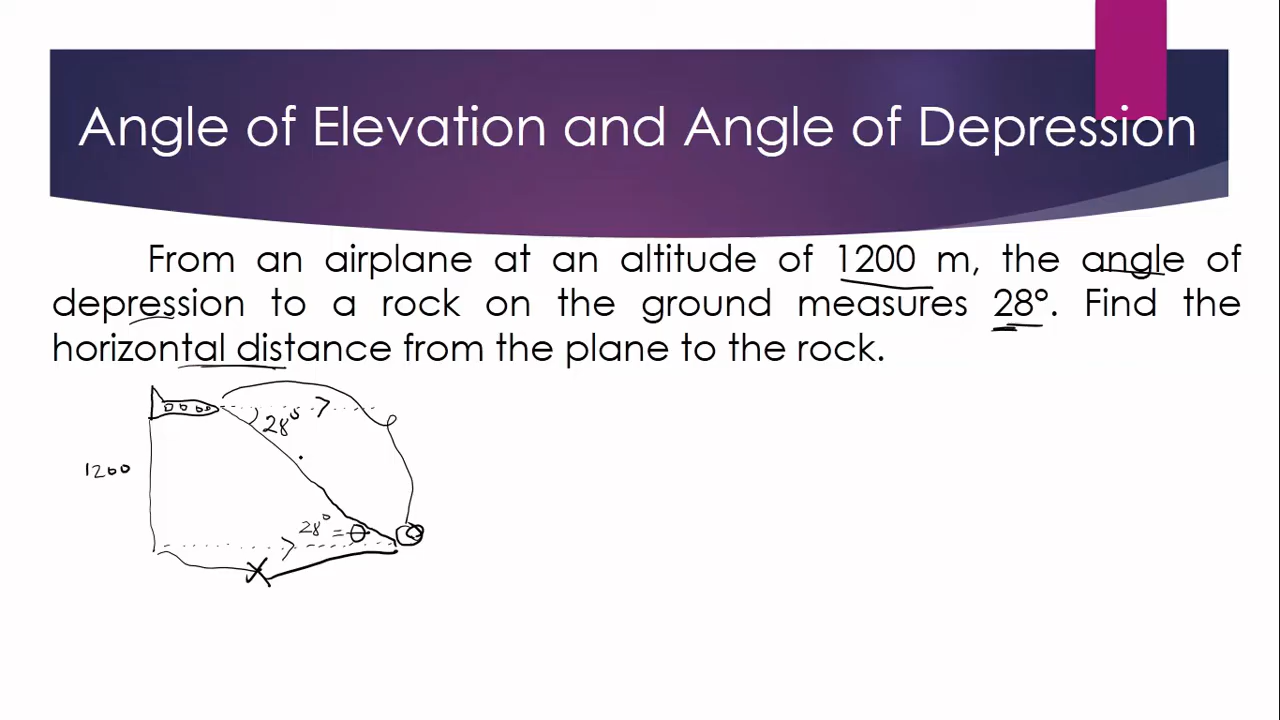 Angle of Elevation and Angle of Depression
From an airplane at an altitude of 1200 m, the angle of
depression to a rock on the ground measures 28°. Find the
horizontal distance from the plane to the rock.
28°
1200
28° = θ
X